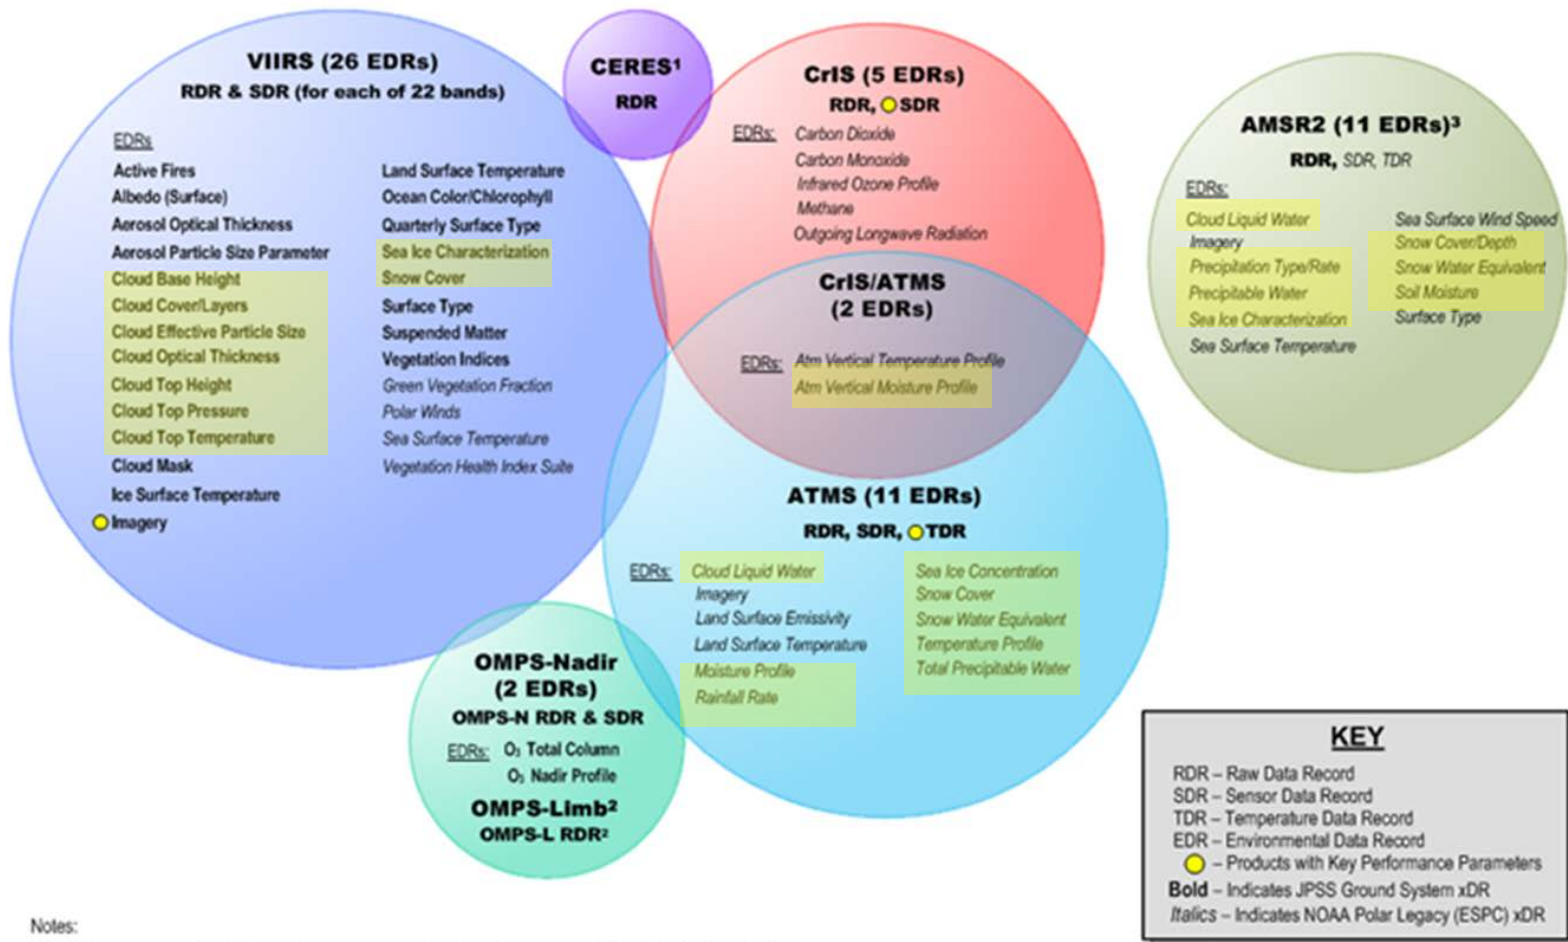 VIIRS (26 EDRs)
RDR & SDR (for each of 22 bands)
EDRs
Active Fires
Albedo (Surface)
Aerosol Optical Thickness
Aerosol Particle Size Parameter
Cloud Base Height
Cloud Cover/Layers
Cloud Effective Particle Size
Cloud Optical Thickness
Cloud Top Height
Cloud Top Pressure
Cloud Top Temperature
Cloud Mask
Ice Surface Temperature
Imagery
Land Surface Temperature
Ocean Color/Chlorophyll
Quarterly Surface Type
Sea Ice Characterization
Snow Cover
Surface Type
Suspended Matter
Vegetation Indices
Green Vegetation Fraction
Polar Winds
Sea Surface Temperature
Vegetation Health Index Suite
CERES¹
RDR
CrIS (5 EDRs)
RDR, SDR
EDRs:
Carbon Dioxide
Carbon Monoxide
Infrared Ozone Profile
Methane
Outgoing Longwave Radiation
CrIS/ATMS
(2 EDRs)
EDRs:
Atm Vertical Temperature Profile
Atm Vertical Moisture Profile
ATMS (11 EDRs)
RDR, SDR, TDR
EDRs:
Cloud Liquid Water
Imagery
Land Surface Emissivity
Land Surface Temperature
Moisture Profile
Rainfall Rate
Sea Ice Concentration
Snow Cover
Snow Water Equivalent
Temperature Profile
Total Precipitable Water
OMPS-Nadir
(2 EDRs)
OMPS-N RDR & SDR
EDRs: O₃ Total Column
O₃ Nadir Profile
OMPS-Limb²
OMPS-L RDR²
AMSR2 (11 EDRs)³
RDR, SDR, TDR
EDRs:
Cloud Liquid Water
Imagery
Precipitation Type/Rate
Precipitable Water
Sea Ice Characterization
Sea Surface Temperature
Sea Surface Wind Speed
Snow Cover/Depth
Snow Water Equivalent
Soil Moisture
Surface Type
KEY
RDR – Raw Data Record
SDR – Sensor Data Record
TDR – Temperature Data Record
EDR – Environmental Data Record
– Products with Key Performance Parameters
Bold – Indicates JPSS Ground System xDR
Italics – Indicates NOAA Polar Legacy (ESPC) xDR
Notes: